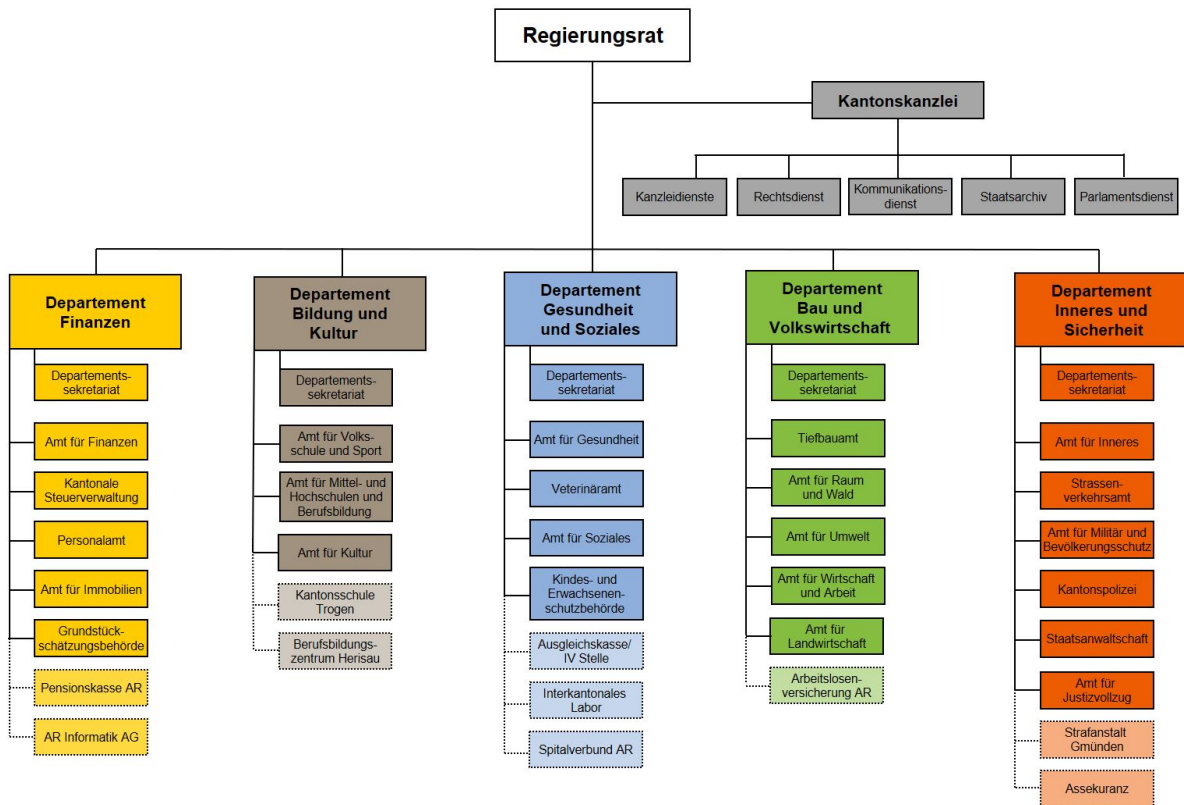 Regierungsrat
Kantonskanzlei
Kanzleidienste
Rechtsdienst
Kommunikations-
dienst
Staatsarchiv
Parlamentsdienst
Departement
Finanzen
Departements-
sekretariat
Amt für Finanzen
Kantonale
Steuerverwaltung
Personalamt
Amt für Immobilien
Grundstück-
schätzungsbehörde
Pensionskasse AR
AR Informatik AG
Departement
Bildung und
Kultur
Departements-
sekretariat
Amt für Volks-
schule und Sport
Amt für Mittel- und
Hochschulen und
Berufsbildung
Amt für Kultur
Kantonsschule
Trogen
Berufsbildungs-
zentrum Herisau
Departement
Gesundheit
und Soziales
Departements-
sekretariat
Amt für Gesundheit
Veterinäramt
Amt für Soziales
Kindes- und
Erwachsenen-
schutzbehörde
Ausgleichskasse/
IV Stelle
Interkantonales
Labor
Spitalverbund AR
Departement
Bau und
Volkswirtschaft
Departements-
sekretariat
Tiefbauamt
Amt für Raum
und Wald
Amt für Umwelt
Amt für Wirtschaft
und Arbeit
Amt für
Landwirtschaft
Arbeitslosen-
versicherung AR
Departement
Inneres und
Sicherheit
Departements-
sekretariat
Amt für Inneres
Strassen-
verkehrsamt
Amt für Militär und
Bevölkerungsschutz
Kantonspolizei
Staatsanwaltschaft
Amt für
Justizvollzug
Strafanstalt
Gmünden
Assekuranz